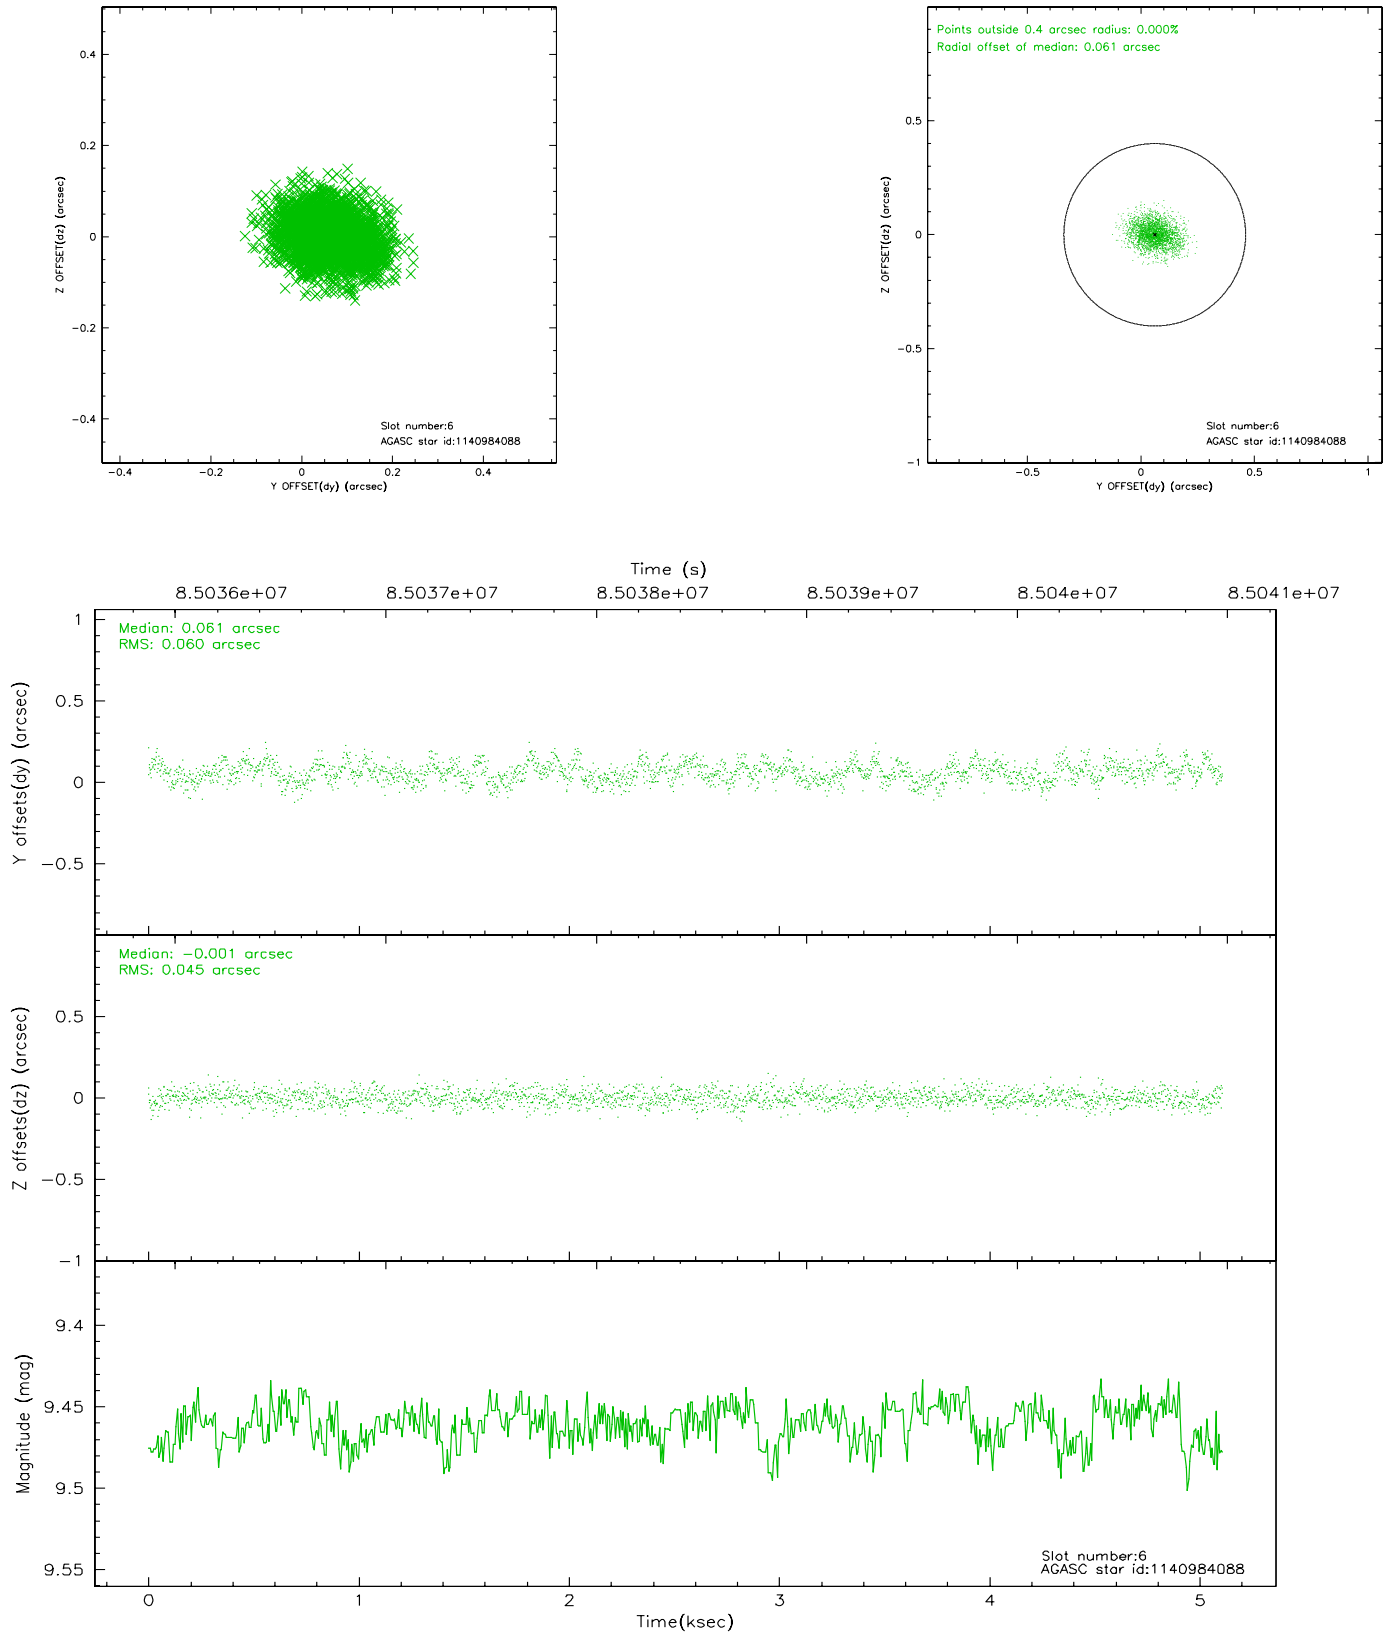 0.4
0.2
0
−0.2
−0.4
Z OFFSET(dz) (arcsec)
Slot number:6
AGASC star id:1140984088
−0.4 −0.2 0 0.2 0.4
Y OFFSET(dy) (arcsec)
Points outside 0.4 arcsec radius: 0.000%
Radial offset of median: 0.061 arcsec
0.5
0
−0.5
−1
Z OFFSET(dz) (arcsec)
Slot number:6
AGASC star id:1140984088
−0.5 0 0.5 1
Y OFFSET(dy) (arcsec)
Time (s)
8.5036e+07 8.5037e+07 8.5038e+07 8.5039e+07 8.504e+07 8.5041e+07
Median: 0.061 arcsec
RMS: 0.060 arcsec
1
0.5
0
−0.5
Y offsets(dy) (arcsec)
Median: −0.001 arcsec
RMS: 0.045 arcsec
0.5
0
−0.5
−1
Z offsets(dz) (arcsec)
9.4
9.45
9.5
9.55
Magnitude (mag)
Slot number:6
AGASC star id:1140984088
0 1 2 3 4 5
Time(ksec)